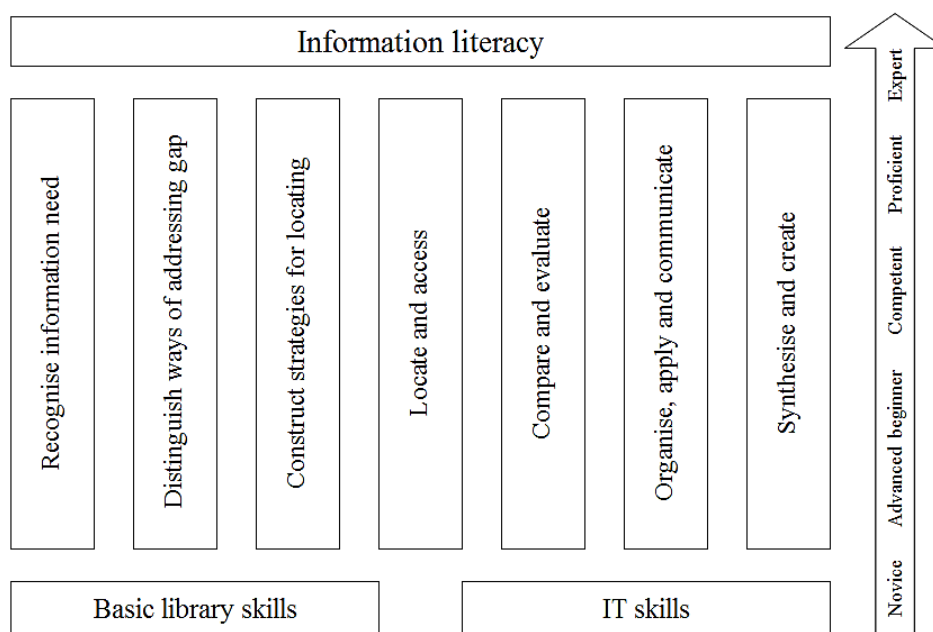 Information literacy
Recognise information need
Distinguish ways of addressing gap
Construct strategies for locating
Locate and access
Compare and evaluate
Organise, apply and communicate
Synthesise and create
Basic library skills
IT skills
Novice
Advanced beginner
Competent
Proficient
Expert